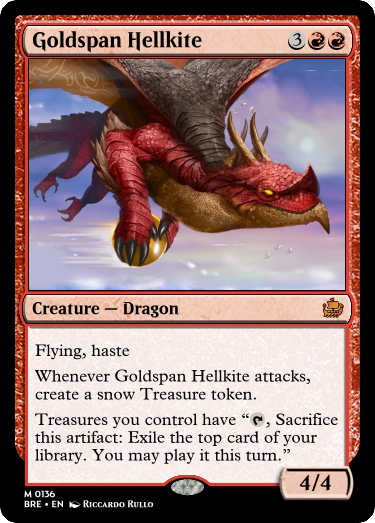 Goldspan Hellkite 3
Creature — Dragon
Flying, haste
Whenever Goldspan Hellkite attacks,
create a snow Treasure token.
Treasures you control have “, Sacrifice
this artifact: Exile the top card of your
library. You may play it this turn.”
4/4
M 0136
BRE • EN Riccardo Rullo